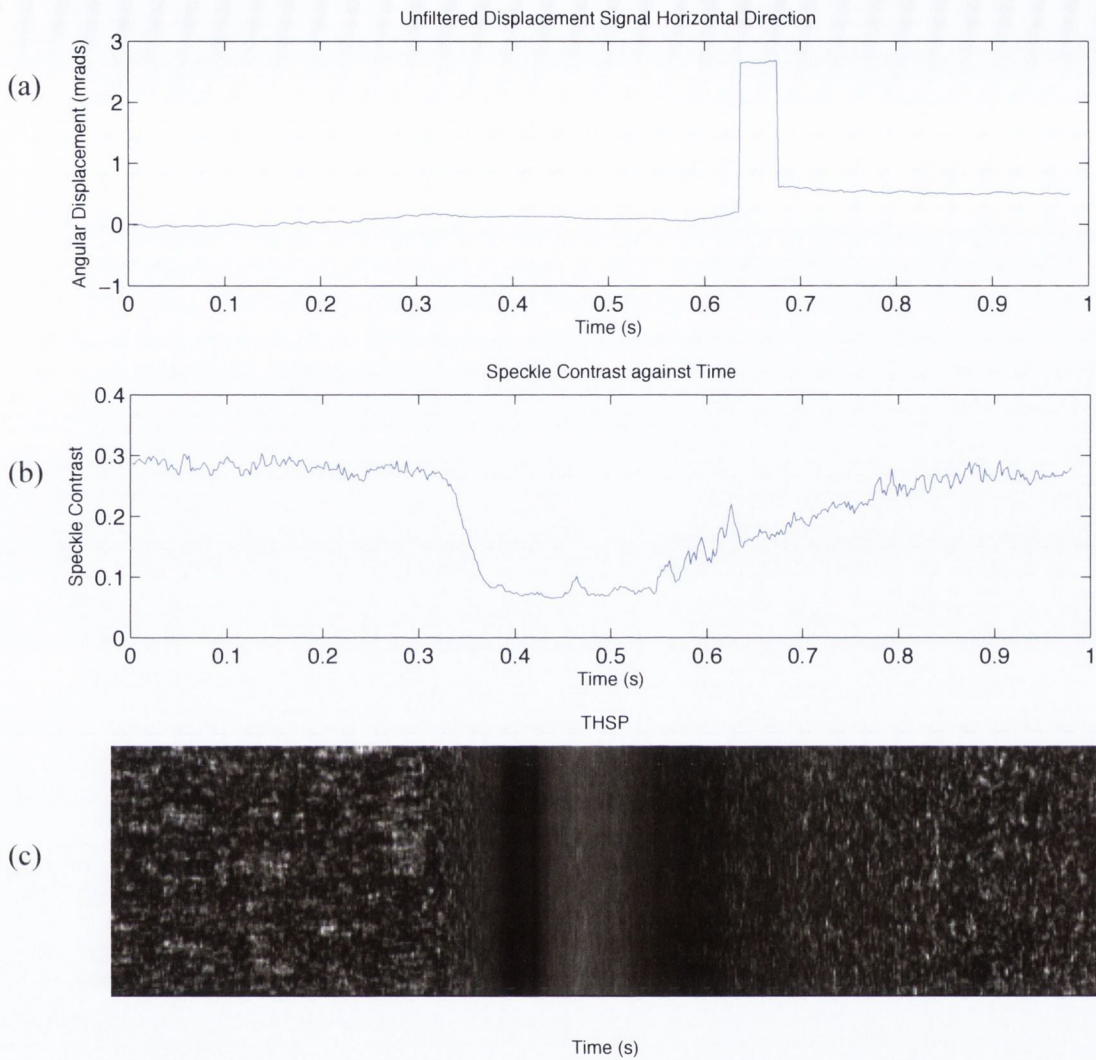 Unfiltered Displacement Signal Horizontal Direction
(a)
Angular Displacement (mrads)
3
2
1
0
−1
0 0.1 0.2 0.3 0.4 0.5 0.6 0.7 0.8 0.9 1
Time (s)
Speckle Contrast against Time
(b)
Speckle Contrast
0.4
0.3
0.2
0.1
0
0 0.1 0.2 0.3 0.4 0.5 0.6 0.7 0.8 0.9 1
Time (s)
THSP
(c)
Time (s)